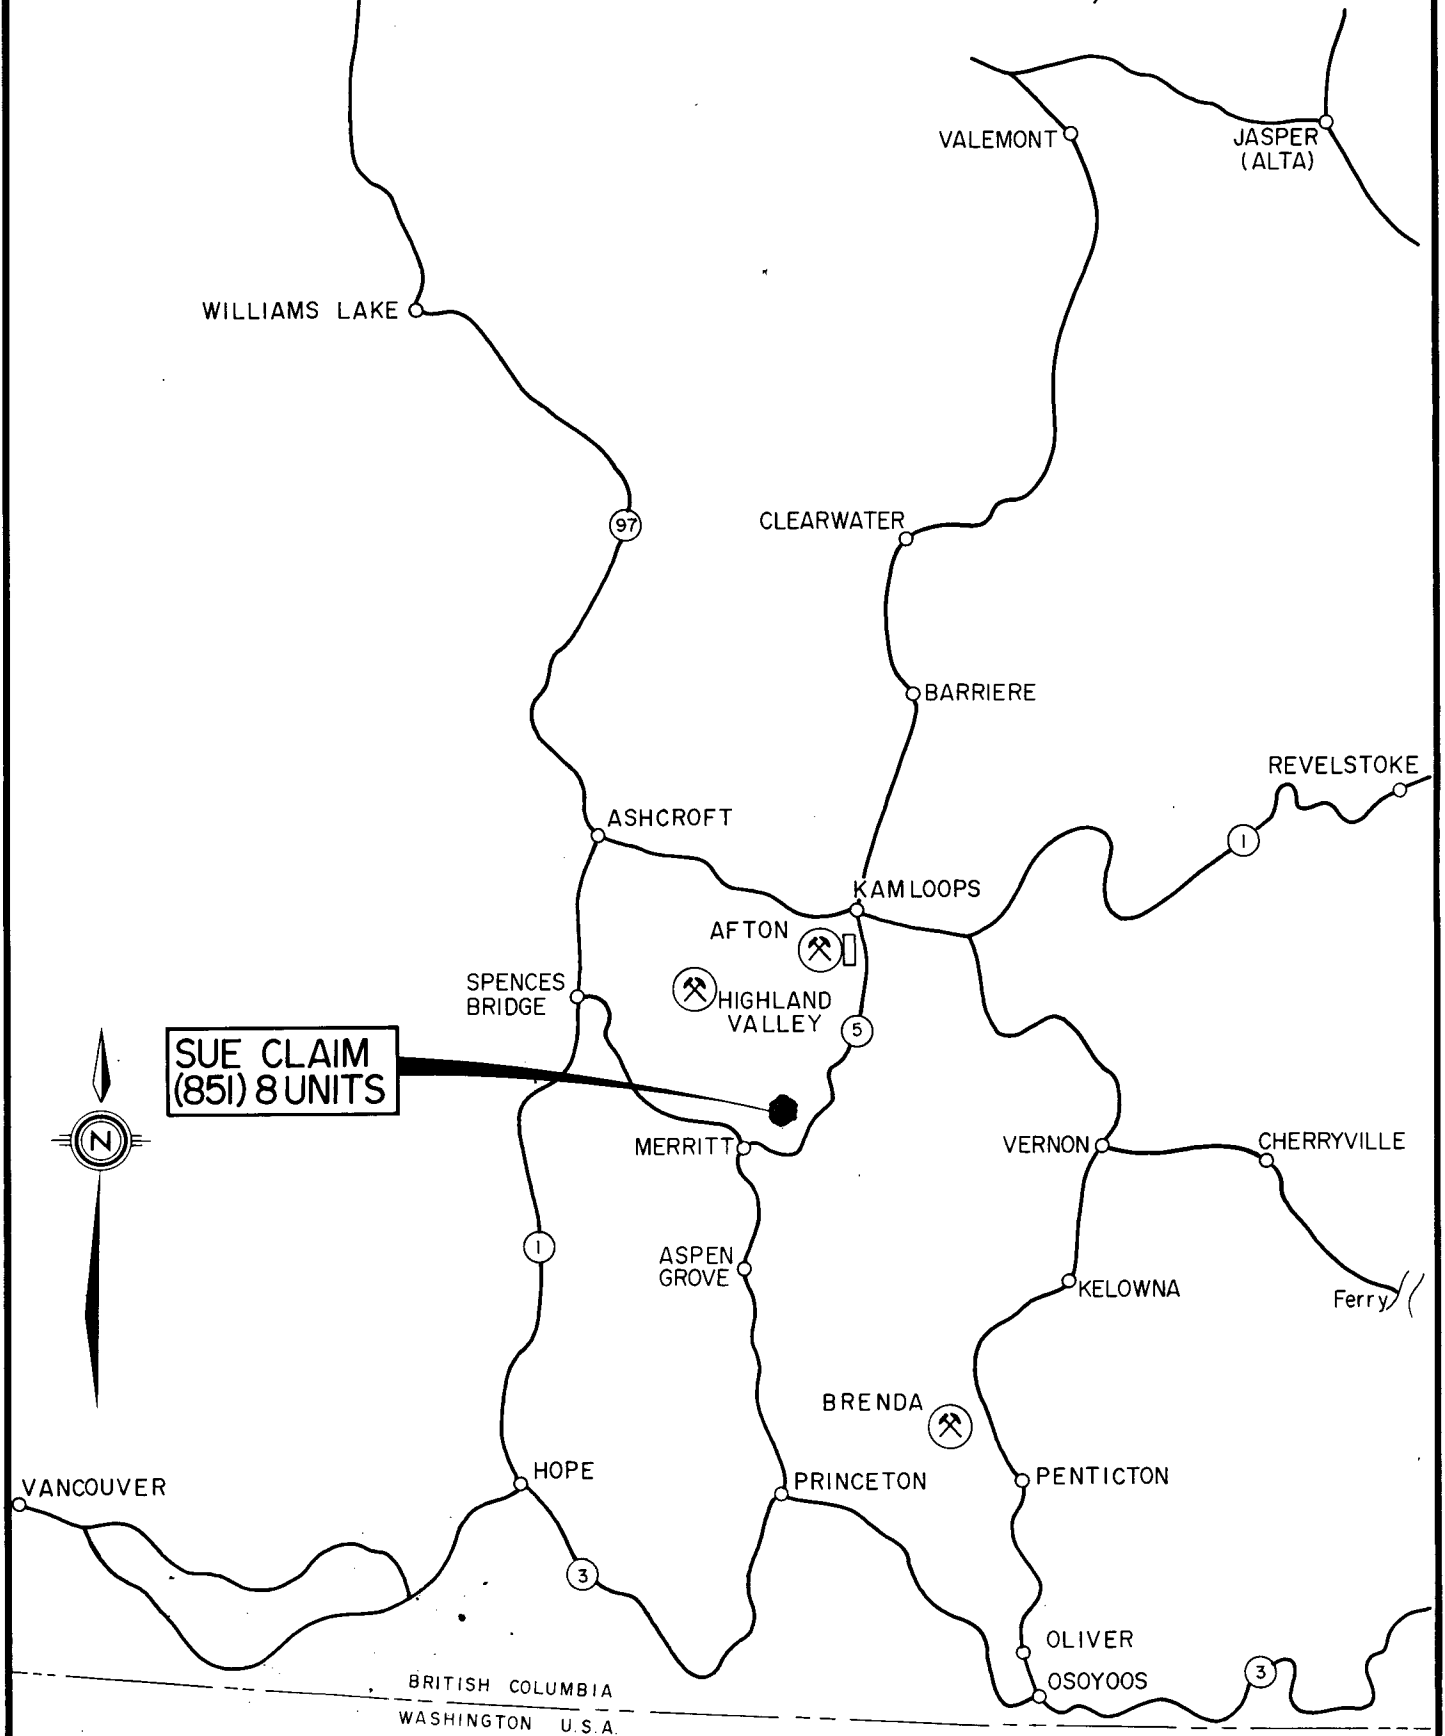 VALEMONT
JASPER
(ALTA)
WILLIAMS LAKE
97
CLEARWATER
BARRIERE
REVELSTOKE
ASHCROFT
1
KAMLOOPS
AFTON
SPENCES
BRIDGE
HIGHLAND
VALLEY
5
SUE CLAIM
(851) 8 UNITS
N
MERRITT
VERNON
CHERRYVILLE
1
ASPEN
GROVE
KELOWNA
Ferry
BRENDA
HOPE
VANCOUVER
PRINCETON
PENTICTON
3
OLIVER
OSOYOOS
3
BRITISH COLUMBIA
WASHINGTON U.S.A.